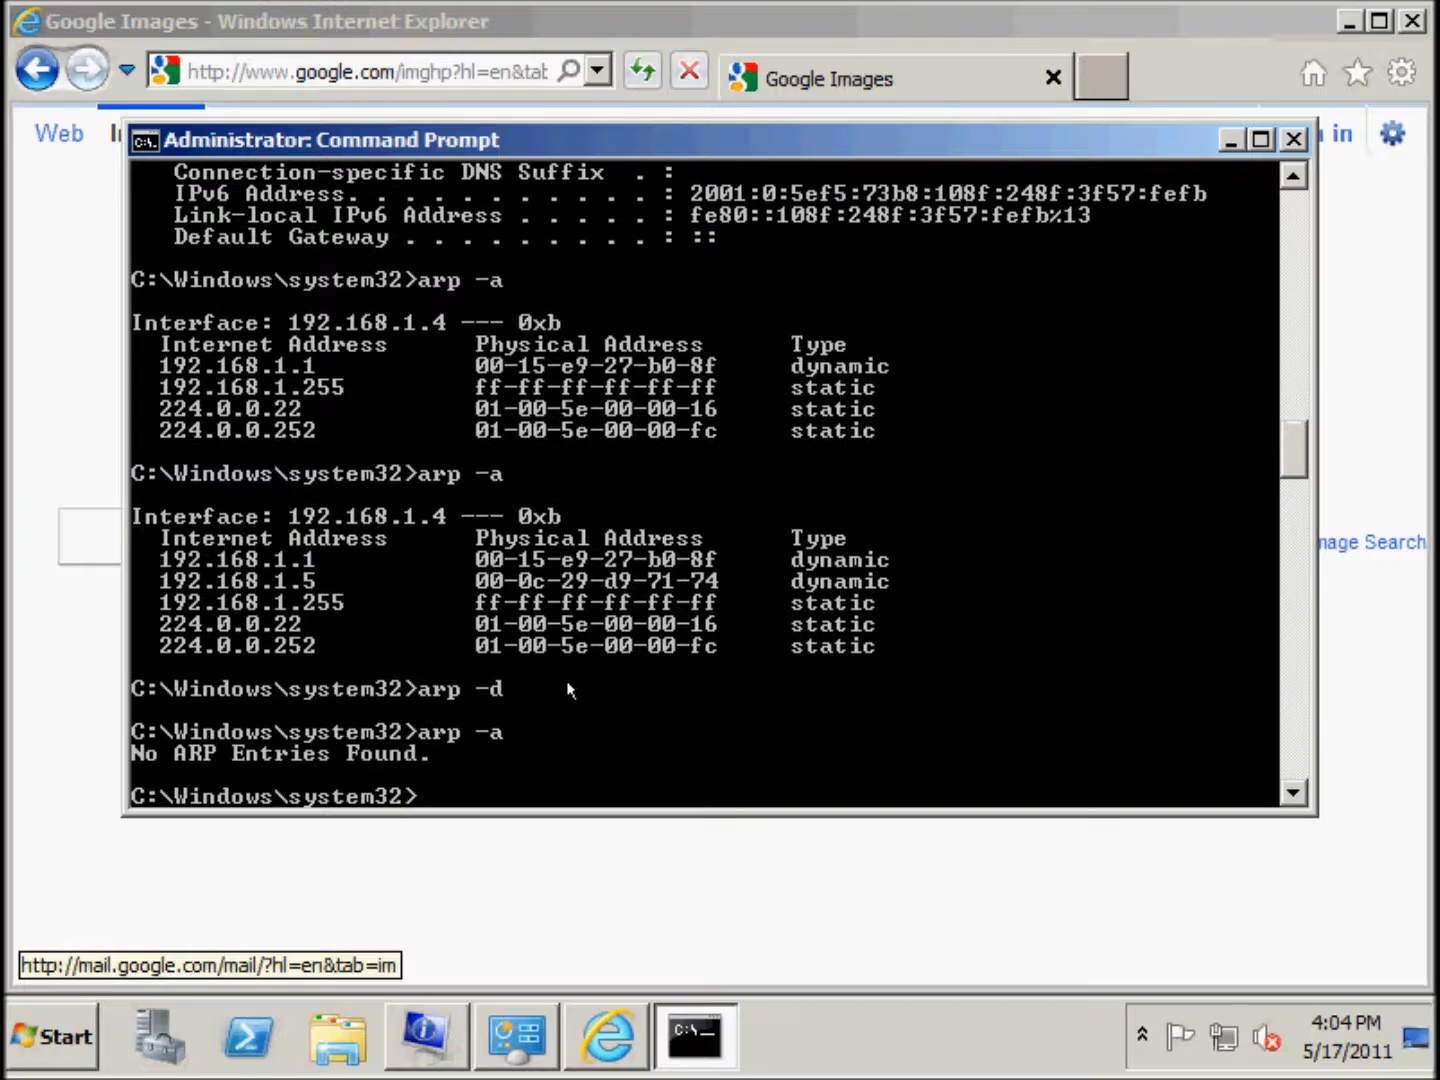 Google Images - Windows Internet Explorer
http://www.google.com/imghp?hl=en&tab
Google Images
Web
in
Administrator: Command Prompt
Connection-specific DNS Suffix . :
IPv6 Address. . . . . . . . . . . : 2001:0:5ef5:73b8:108f:248f:3f57:fefb
Link-local IPv6 Address . . . . . : fe80::108f:248f:3f57:fefb%13
Default Gateway . . . . . . . . . : ::
C:\Windows\system32>arp -a
Interface: 192.168.1.4 --- 0xb
Internet Address Physical Address Type
192.168.1.1 00-15-e9-27-b0-8f dynamic
192.168.1.255 ff-ff-ff-ff-ff-ff static
224.0.0.22 01-00-5e-00-00-16 static
224.0.0.252 01-00-5e-00-00-fc static
C:\Windows\system32>arp -a
Interface: 192.168.1.4 --- 0xb
Internet Address Physical Address Type
192.168.1.1 00-15-e9-27-b0-8f dynamic
192.168.1.5 00-0c-29-d9-71-74 dynamic
192.168.1.255 ff-ff-ff-ff-ff-ff static
224.0.0.22 01-00-5e-00-00-16 static
224.0.0.252 01-00-5e-00-00-fc static
C:\Windows\system32>arp -d
C:\Windows\system32>arp -a
No ARP Entries Found.
C:\Windows\system32>
mage Search
http://mail.google.com/mail/?hl=en&tab=im
Start
C:\_
4:04 PM
5/17/2011